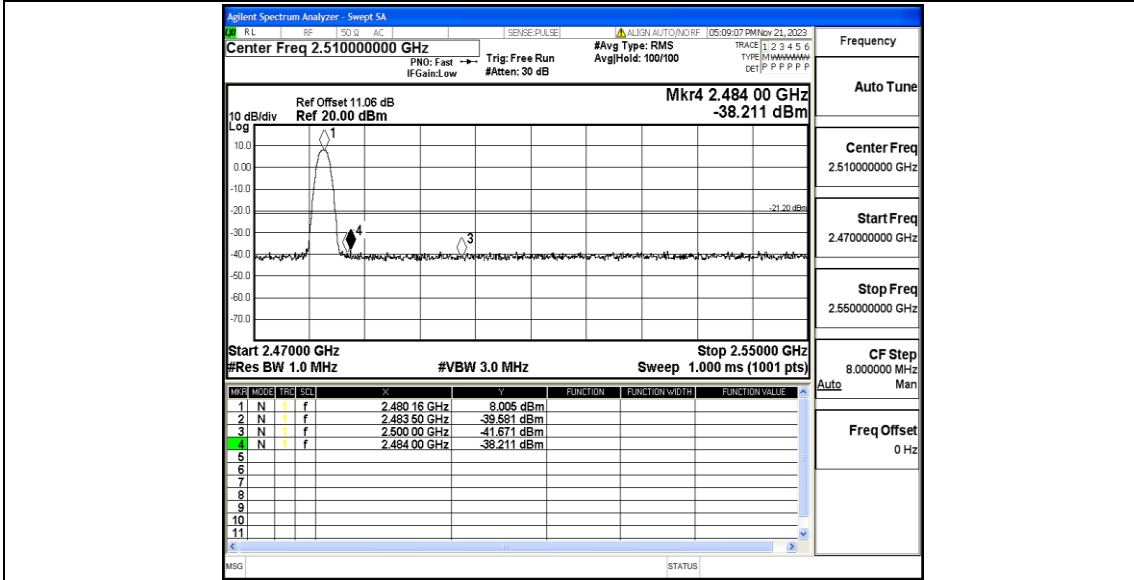 Agilent Spectrum Analyzer - Swept SA
RL RF 50 Ω AC SENSE:PULSE ALIGN AUTO/NO RF 05:09:07 PM Nov 21, 2023
Center Freq 2.510000000 GHz
PNO: Fast
IFGain:Low
Trig: Free Run
#Atten: 30 dB
#Avg Type: RMS
Avg|Hold: 100/100
TRACE 1 2 3 4 5 6
TYPE M W W W W W
DET P P P P P P
Ref Offset 11.06 dB
10 dB/div Ref 20.00 dBm
Log
Mkr4 2.484 00 GHz
-38.211 dBm
10.0
0.00
-10.0
-20.0
-30.0
-40.0
-50.0
-60.0
-70.0
1
4
3
-21.20 dBm
Start 2.47000 GHz Stop 2.55000 GHz
#Res BW 1.0 MHz #VBW 3.0 MHz Sweep 1.000 ms (1001 pts)
MKR MODE TRC SCL X Y FUNCTION FUNCTION WIDTH FUNCTION VALUE
1 N 1 f 2.480 16 GHz 8.005 dBm
2 N 1 f 2.483 50 GHz -39.581 dBm
3 N 1 f 2.500 00 GHz -41.671 dBm
4 N 1 f 2.484 00 GHz -38.211 dBm
5
6
7
8
9
10
11
MSG STATUS
Frequency
Auto Tune
Center Freq
2.510000000 GHz
Start Freq
2.470000000 GHz
Stop Freq
2.550000000 GHz
CF Step
8.000000 MHz
Auto Man
Freq Offset
0 Hz